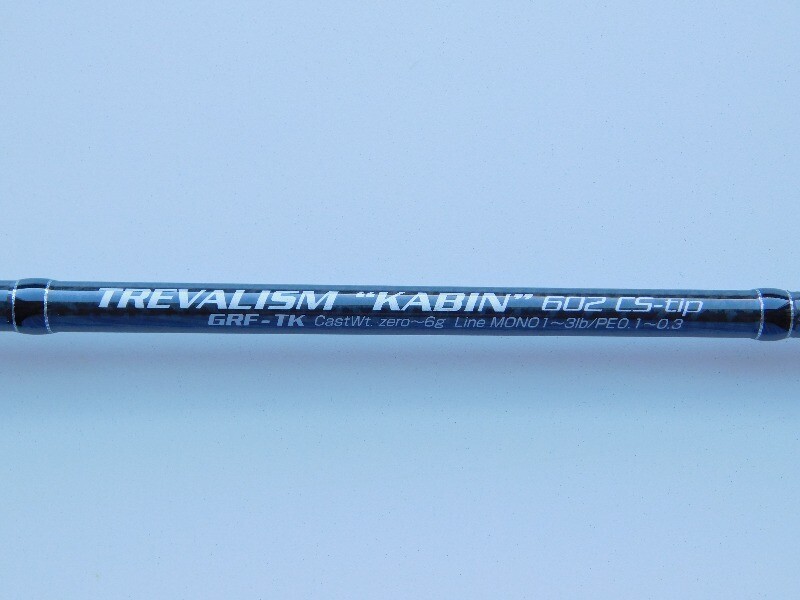 TREVALISM “KABIN” 602 CS-tip
GRF-TK CastWt. zero~6g Line MONO1~3lb/PE0.1~0.3